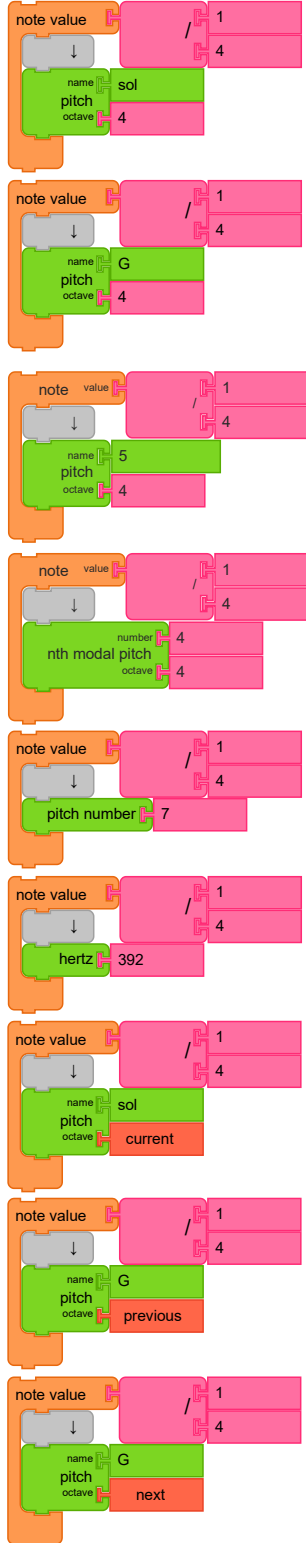 note value / 1
4
↓
name sol
pitch
octave 4
note value / 1
4
↓
name G
pitch
octave 4
note value / 1
4
↓
name 5
pitch
octave 4
note value / 1
4
↓
number 4
nth modal pitch
octave 4
note value / 1
4
↓
pitch number 7
note value / 1
4
↓
hertz 392
note value / 1
4
↓
name sol
pitch
octave current
note value / 1
4
↓
name G
pitch
octave previous
note value / 1
4
↓
name G
pitch
octave next